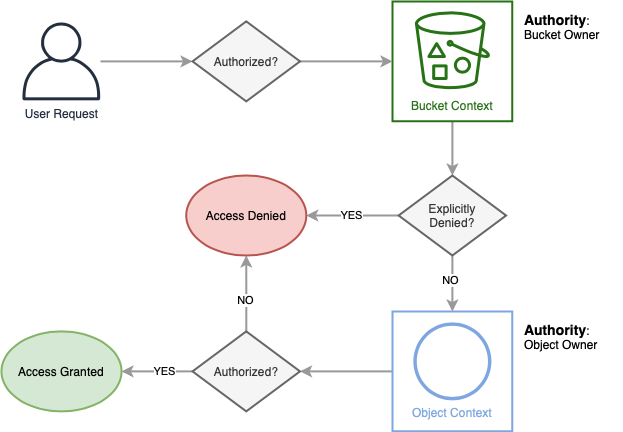 Authority:
Bucket Owner
Authorized?
Bucket Context
User Request
Access Denied
YES
Explicitly
Denied?
NO
NO
Authority:
Object Owner
Access Granted
YES
Authorized?
Object Context